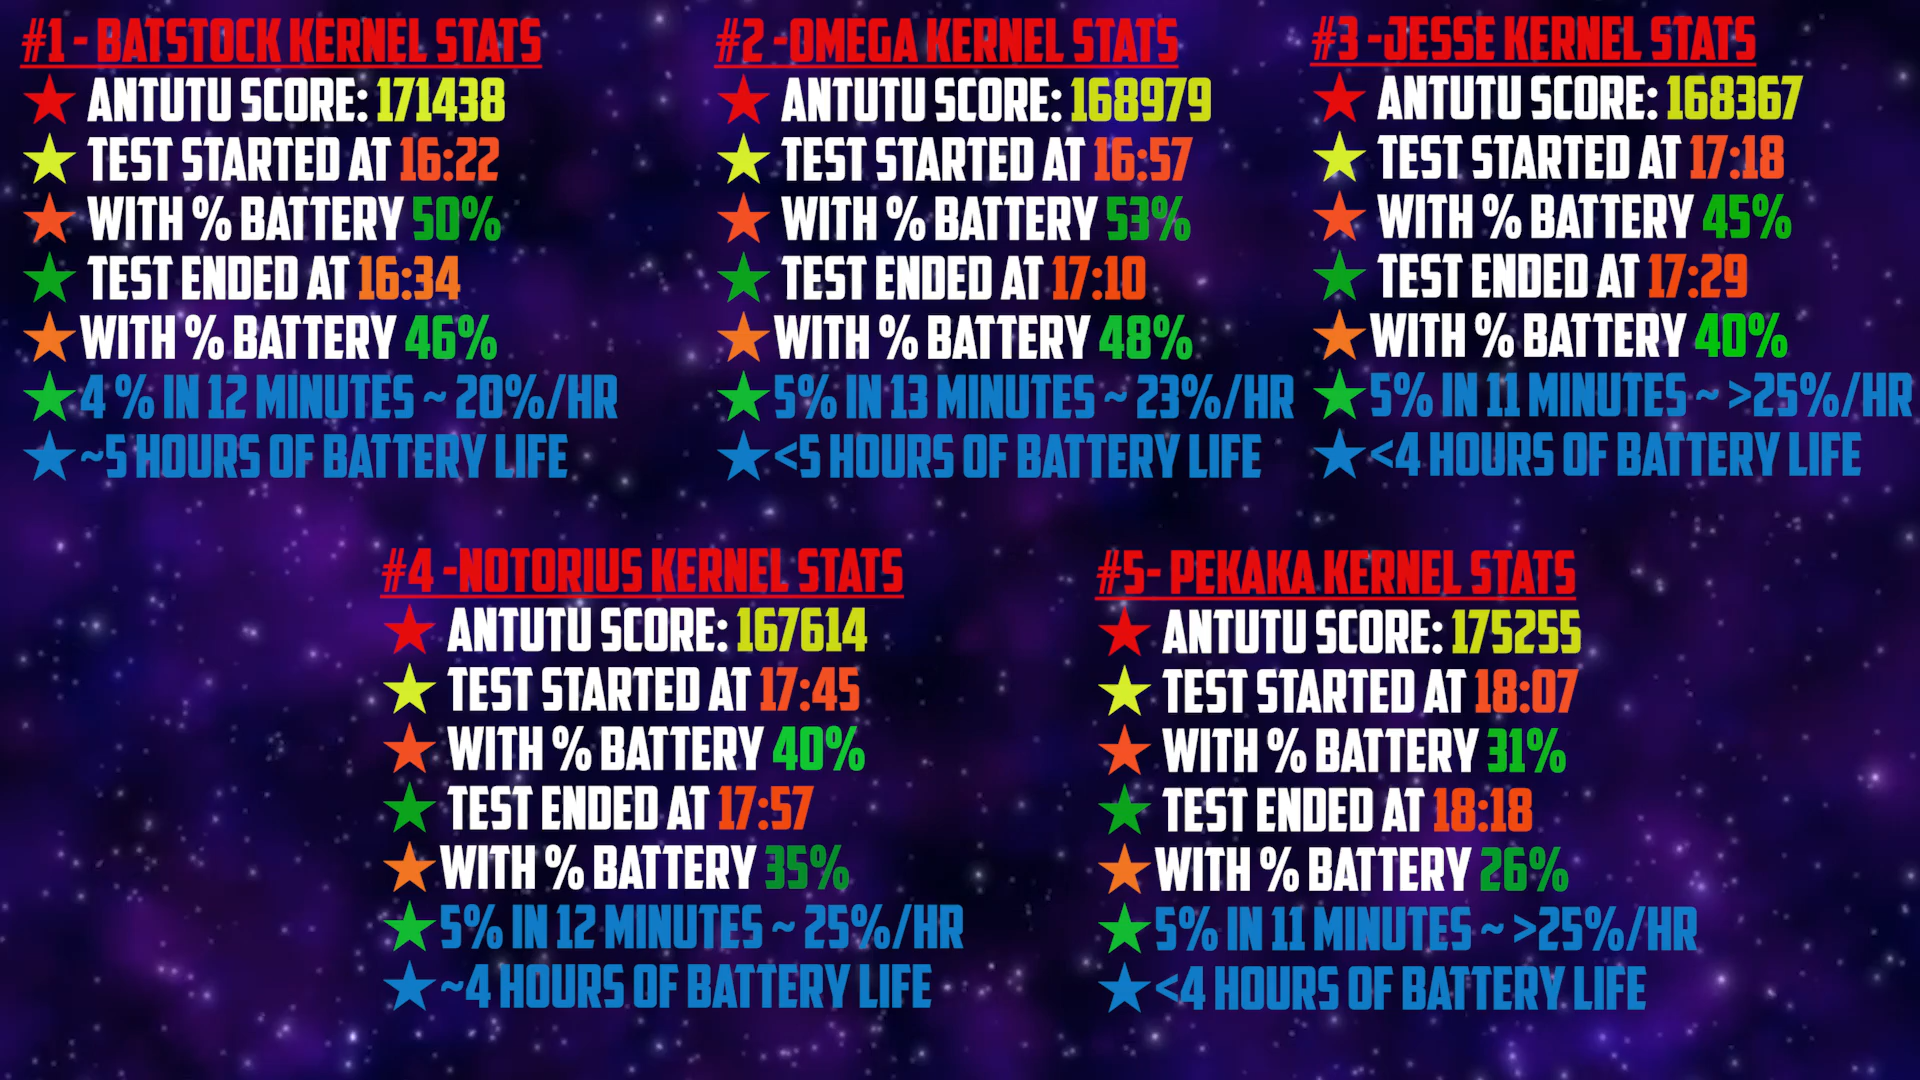 #1 - BATSTOCK KERNEL STATS
ANTUTU SCORE: 171438
TEST STARTED AT 16:22
WITH % BATTERY 50%
TEST ENDED AT 16:34
WITH % BATTERY 46%
4 % IN 12 MINUTES ~ 20%/HR
~5 HOURS OF BATTERY LIFE
#2 -OMEGA KERNEL STATS
ANTUTU SCORE: 168979
TEST STARTED AT 16:57
WITH % BATTERY 53%
TEST ENDED AT 17:10
WITH % BATTERY 48%
5% IN 13 MINUTES ~ 23%/HR
<5 HOURS OF BATTERY LIFE
#3 -JESSE KERNEL STATS
ANTUTU SCORE: 168367
TEST STARTED AT 17:18
WITH % BATTERY 45%
TEST ENDED AT 17:29
WITH % BATTERY 40%
5% IN 11 MINUTES ~ >25%/HR
<4 HOURS OF BATTERY LIFE
#4 -NOTORIUS KERNEL STATS
ANTUTU SCORE: 167614
TEST STARTED AT 17:45
WITH % BATTERY 40%
TEST ENDED AT 17:57
WITH % BATTERY 35%
5% IN 12 MINUTES ~ 25%/HR
~4 HOURS OF BATTERY LIFE
#5- PEKAKA KERNEL STATS
ANTUTU SCORE: 175255
TEST STARTED AT 18:07
WITH % BATTERY 31%
TEST ENDED AT 18:18
WITH % BATTERY 26%
5% IN 11 MINUTES ~ >25%/HR
<4 HOURS OF BATTERY LIFE